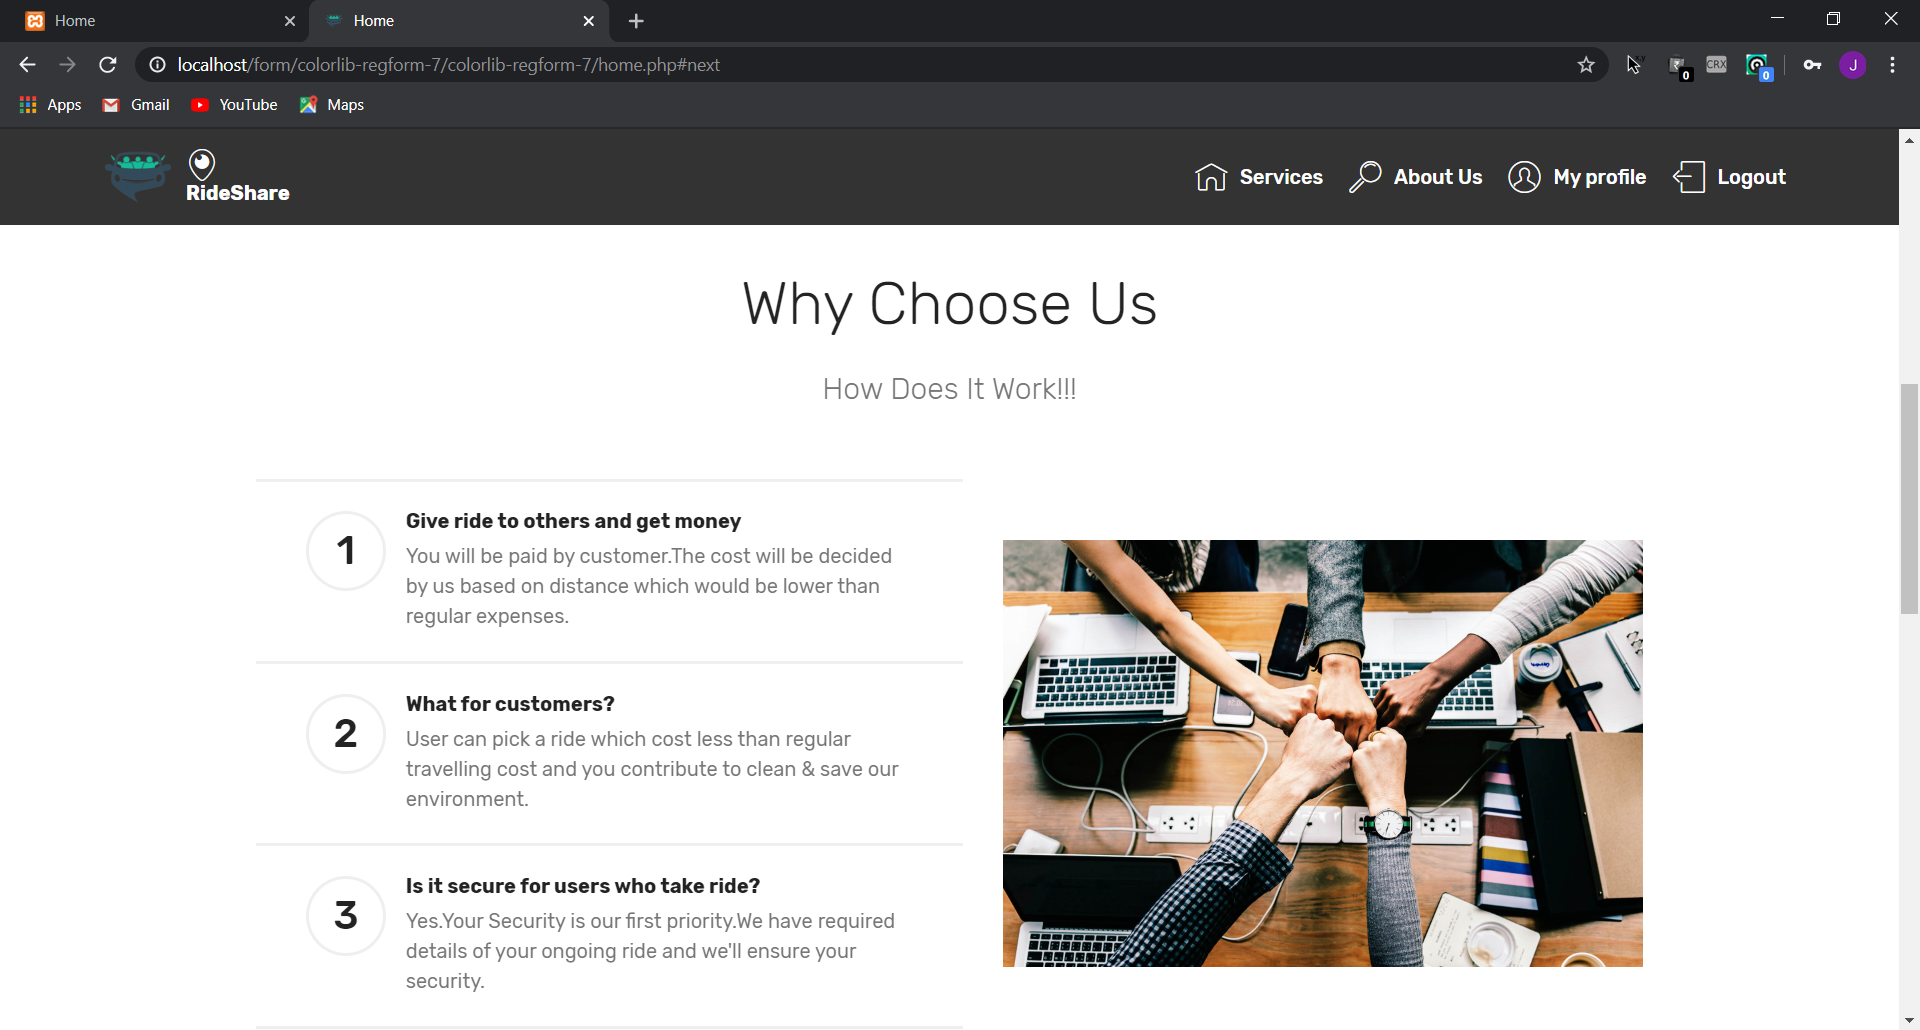 Home
Home
localhost/form/colorlib-regform-7/colorlib-regform-7/home.php#next
0
CRX
0
J
Apps
Gmail
YouTube
Maps
RideShare
Services
About Us
My profile
Logout
Why Choose Us
How Does It Work!!!
1
Give ride to others and get money
You will be paid by customer.The cost will be decided
by us based on distance which would be lower than
regular expenses.
2
What for customers?
User can pick a ride which cost less than regular
travelling cost and you contribute to clean & save our
environment.
3
Is it secure for users who take ride?
Yes.Your Security is our first priority.We have required
details of your ongoing ride and we'll ensure your
security.